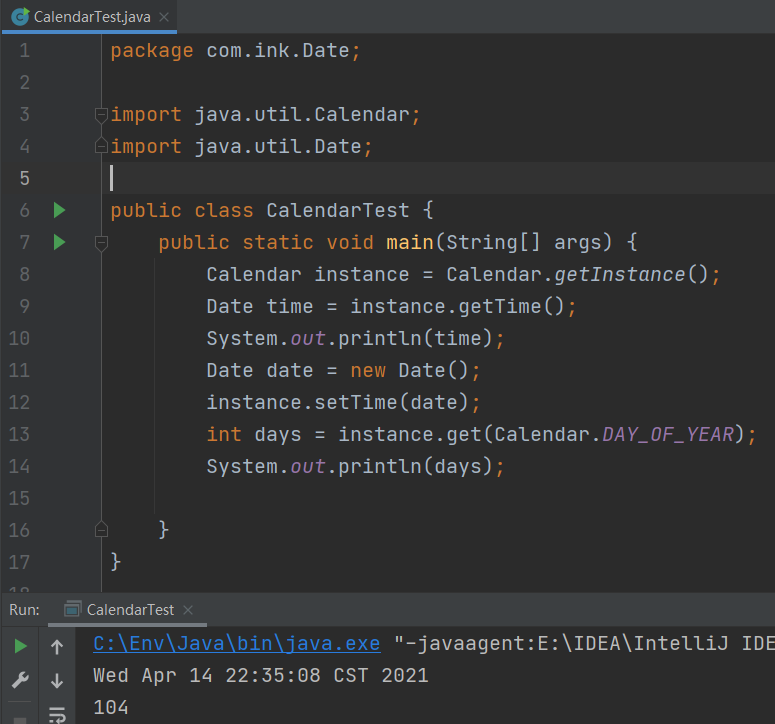 CalendarTest.java
1 package com.ink.Date;
2
3 import java.util.Calendar;
4 import java.util.Date;
5
6 public class CalendarTest {
7     public static void main(String[] args) {
8         Calendar instance = Calendar.getInstance();
9         Date time = instance.getTime();
10         System.out.println(time);
11         Date date = new Date();
12         instance.setTime(date);
13         int days = instance.get(Calendar.DAY_OF_YEAR);
14         System.out.println(days);
15
16     }
17 }
Run: CalendarTest
C:\Env\Java\bin\java.exe "-javaagent:E:\IDEA\IntelliJ IDE
Wed Apr 14 22:35:08 CST 2021
104